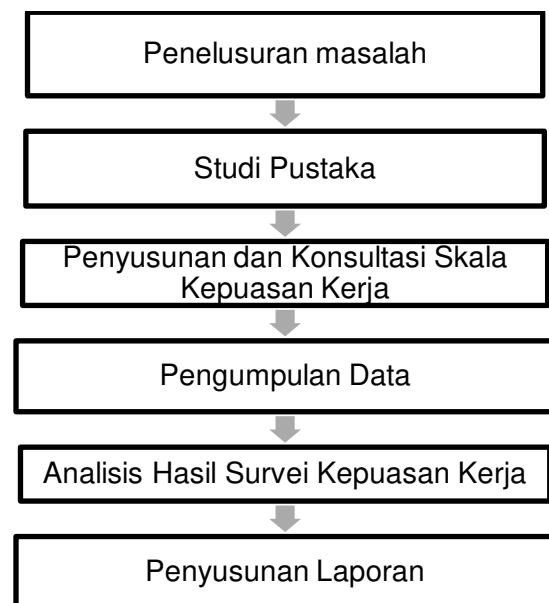 Penelusuran masalah
Studi Pustaka
Penyusunan dan Konsultasi Skala
Kepuasan Kerja
Pengumpulan Data
Analisis Hasil Survei Kepuasan Kerja
Penyusunan Laporan